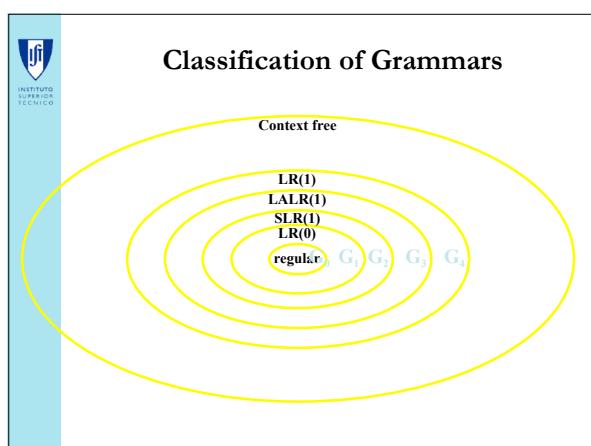 Classification of Grammars
INSTITUTO
SUPERIOR
TÉCNICO
Context free
LR(1)
LALR(1)
SLR(1)
LR(0)
regular G₀ G₁ G₂ G₃ G₄